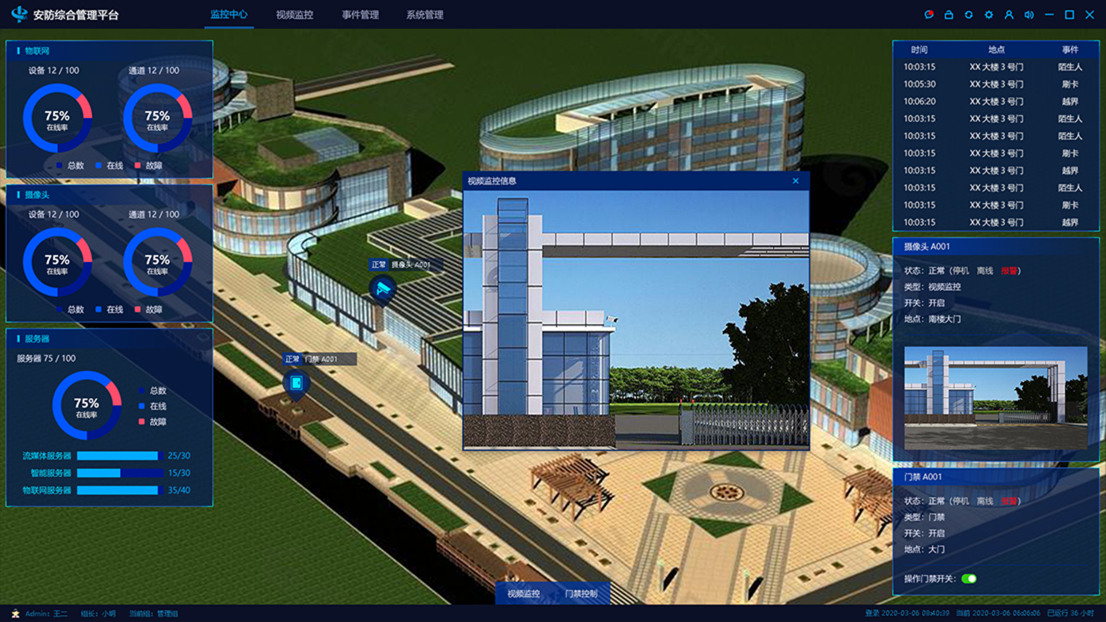 安防综合管理平台
监控中心 视频监控 事件管理 系统管理
物联网
设备 12 / 100 通道 12 / 100
75% 75%
在线率 在线率
总数 在线 故障
摄像头
设备 12 / 100 通道 12 / 100
75% 75%
在线率 在线率
总数 在线 故障
服务器
服务器 75 / 100
75%
在线率
总数
在线
故障
流媒体服务器 25/30
智能服务器 15/30
物联网服务器 35/40
正常 摄像头 A001
正常 门禁 A001
视频监控信息
视频监控 门禁控制
时间 地点 事件
10:03:15 XX 大楼 3 号门 陌生人
10:05:30 XX 大楼 3 号门 刷卡
10:06:20 XX 大楼 3 号门 越界
10:03:15 XX 大楼 3 号门 陌生人
10:03:15 XX 大楼 3 号门 陌生人
10:03:15 XX 大楼 3 号门 刷卡
10:03:15 XX 大楼 3 号门 越界
10:03:15 XX 大楼 3 号门 陌生人
10:03:15 XX 大楼 3 号门 刷卡
10:03:15 XX 大楼 3 号门 越界
摄像头 A001
状态：正常（停机 离线 报警）
类型：视频监控
开关：开启
地点：南楼大门
门禁 A001
状态：正常（停机 离线 报警）
类型：门禁
开关：开启
地点：大门
操作门禁开关：
Admin：王二 组长：小明 当前组：管理组
登录 2020-03-06 09:40:39 当前 2020-03-06 06:06:06 已运行 36 小时